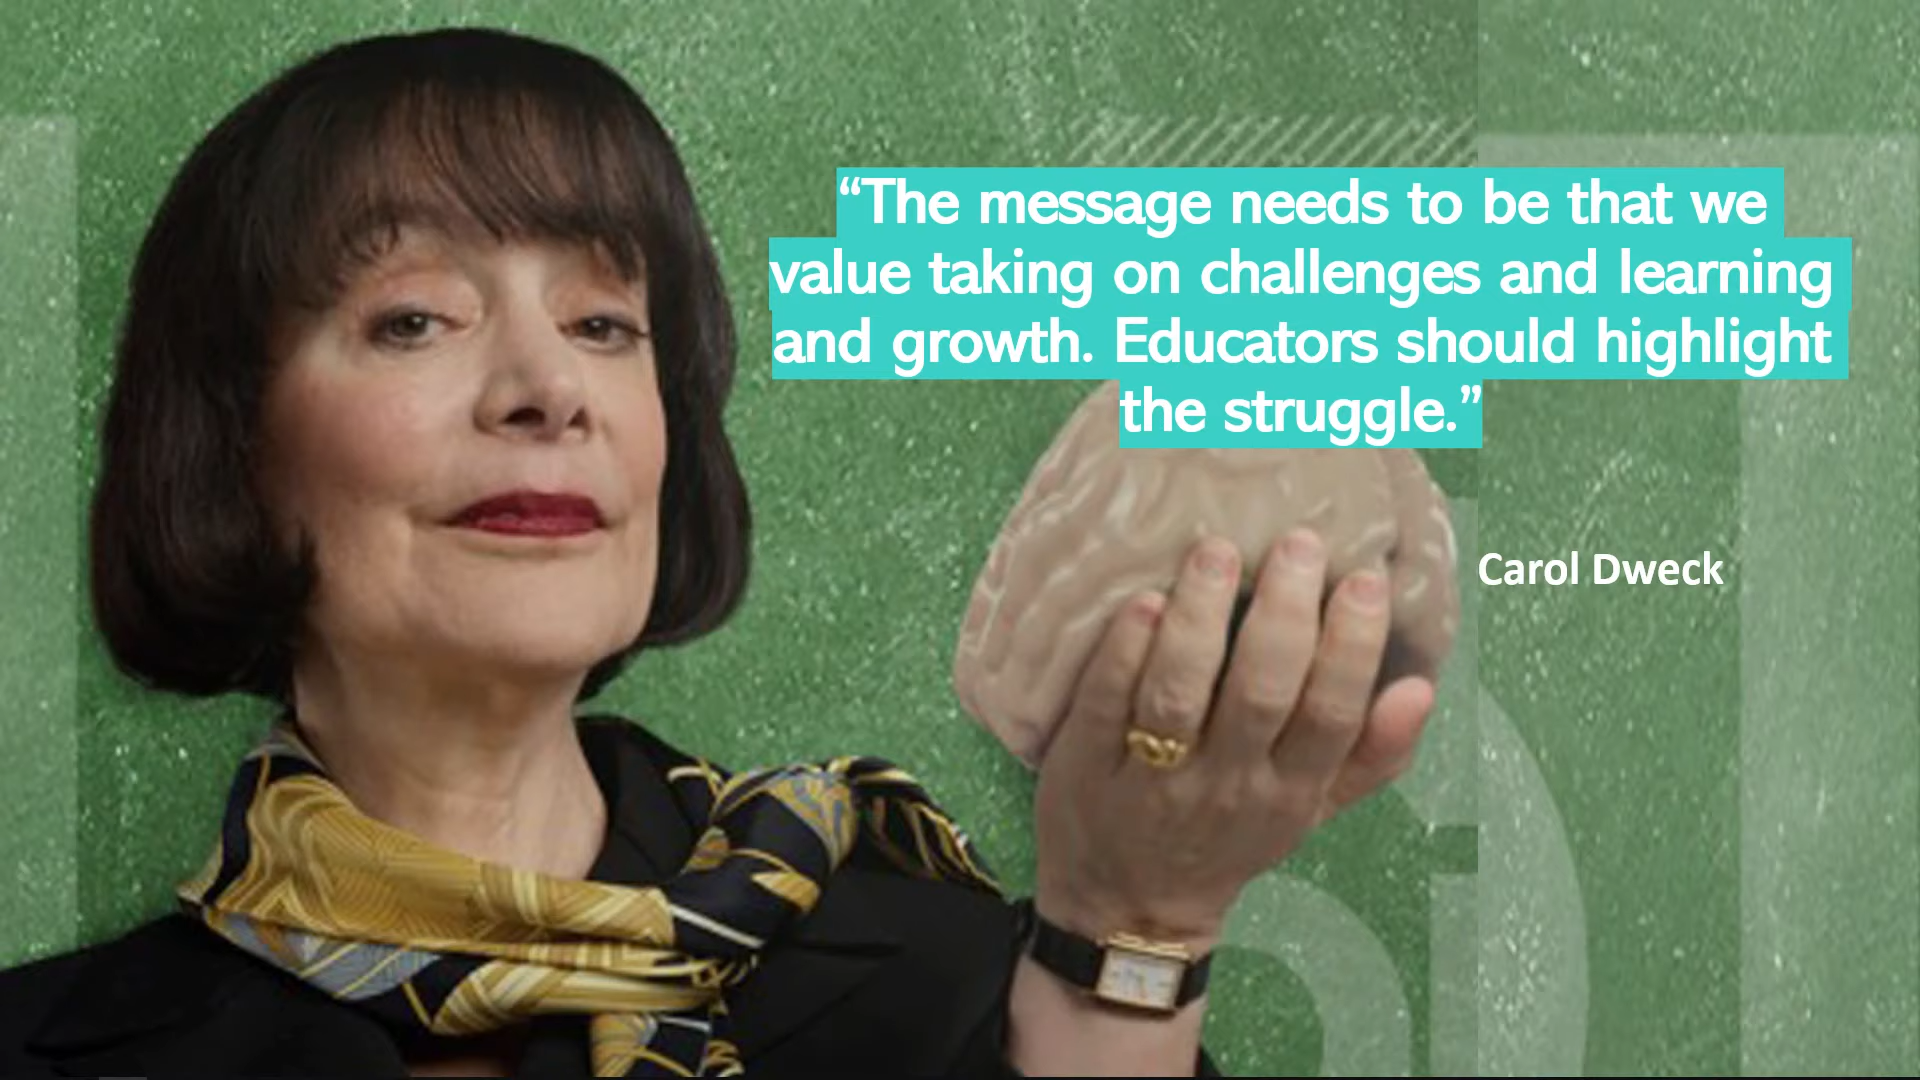 “The message needs to be that we
value taking on challenges and learning
and growth. Educators should highlight
the struggle.”
Carol Dweck